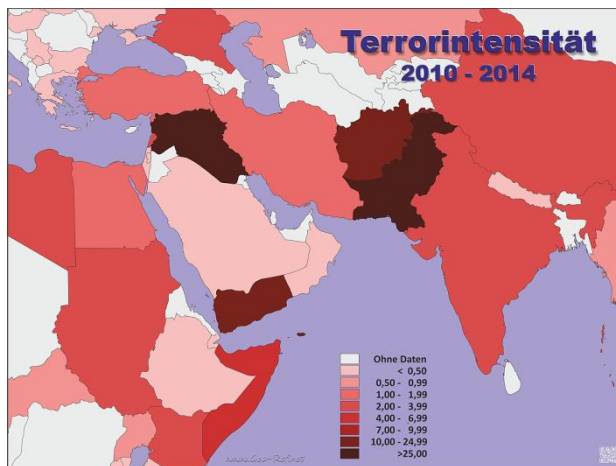 Terrorintensität
2010 - 2014
Ohne Daten
< 0,50
0,50 - 0,99
1,00 - 1,99
2,00 - 3,99
4,00 - 6,99
7,00 - 9,99
10,00 - 24,99
>25,00